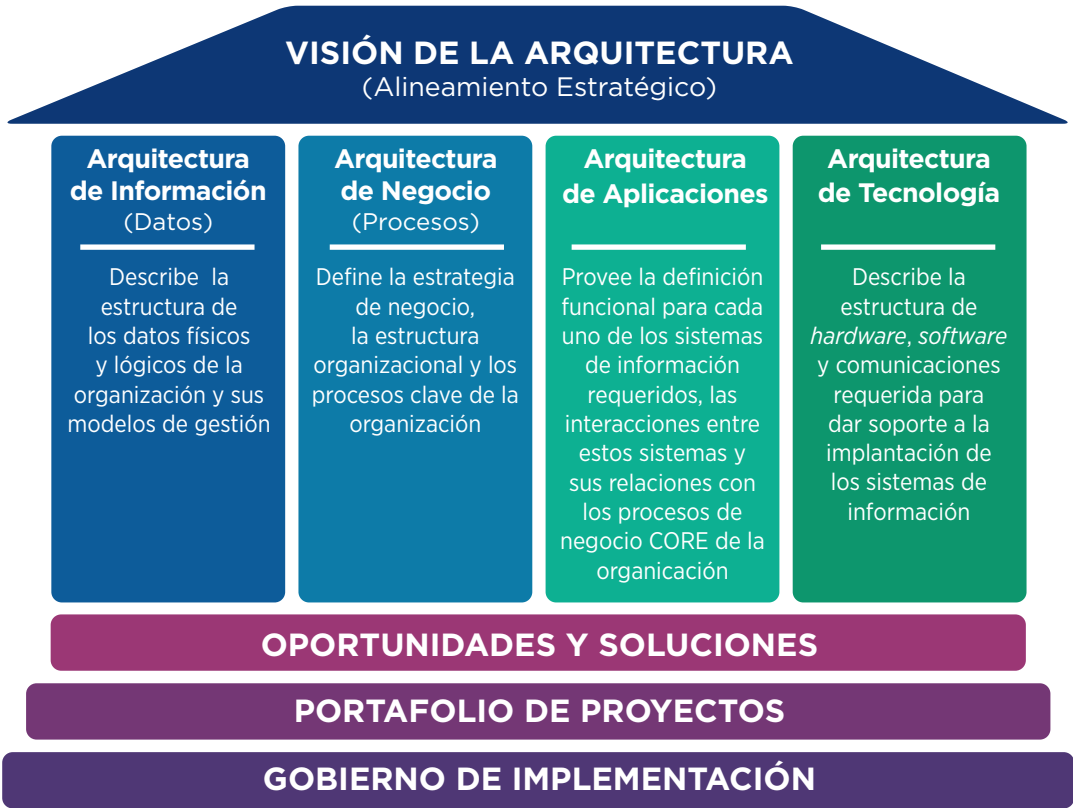 VISIÓN DE LA ARQUITECTURA
(Alineamiento Estratégico)
Arquitectura
de Información
(Datos)
Describe la
estructura de
los datos físicos
y lógicos de la
organización y sus
modelos de gestión
Arquitectura
de Negocio
(Procesos)
Define la estrategia
de negocio,
la estructura
organizacional y los
procesos clave de la
organización
Arquitectura
de Aplicaciones
Provee la definición
funcional para cada
uno de los sistemas
de información
requeridos, las
interacciones entre
estos sistemas y
sus relaciones con
los procesos de
negocio CORE de la
organicación
Arquitectura
de Tecnología
Describe la
estructura de
hardware, software
y comunicaciones
requerida para
dar soporte a la
implantación de
los sistemas de
información
OPORTUNIDADES Y SOLUCIONES
PORTAFOLIO DE PROYECTOS
GOBIERNO DE IMPLEMENTACIÓN